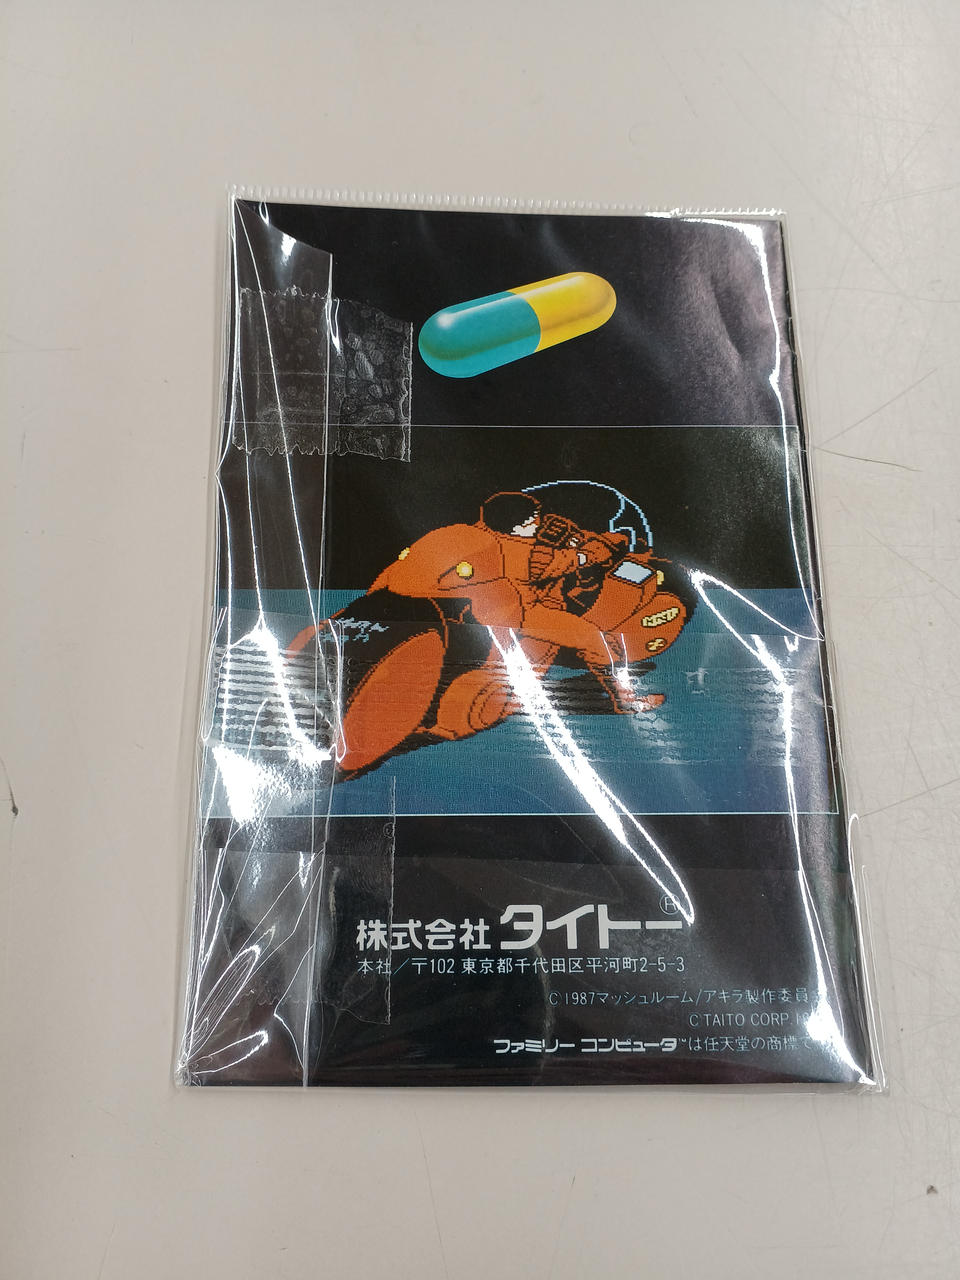 株式会社 タイトー®
本社/〒102 東京都千代田区平河町2-5-3
©1987マッシュルーム/アキラ製作委員
© TAITO CORP.
ファミリー コンピュータ™は任天堂の商標で